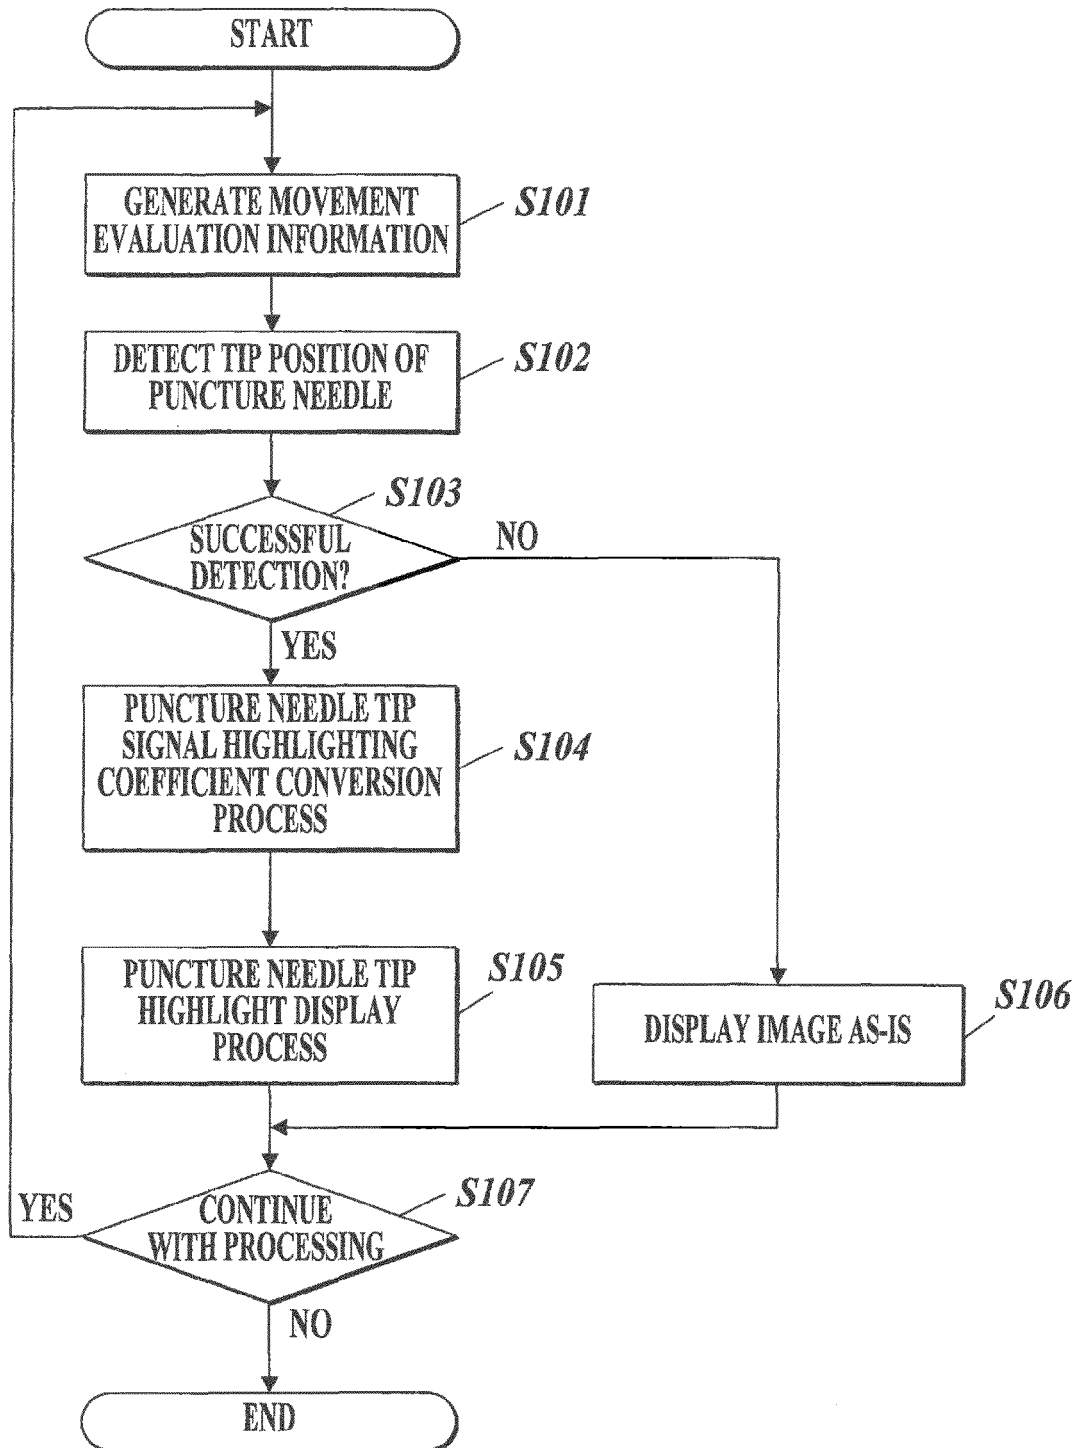 START
GENERATE MOVEMENT
EVALUATION INFORMATION
S101
DETECT TIP POSITION OF
PUNCTURE NEEDLE
S102
S103
SUCCESSFUL
DETECTION?
NO
YES
PUNCTURE NEEDLE TIP
SIGNAL HIGHLIGHTING
COEFFICIENT CONVERSION
PROCESS
S104
PUNCTURE NEEDLE TIP
HIGHLIGHT DISPLAY
PROCESS
S105
DISPLAY IMAGE AS-IS
S106
S107
CONTINUE
WITH PROCESSING
YES
NO
END